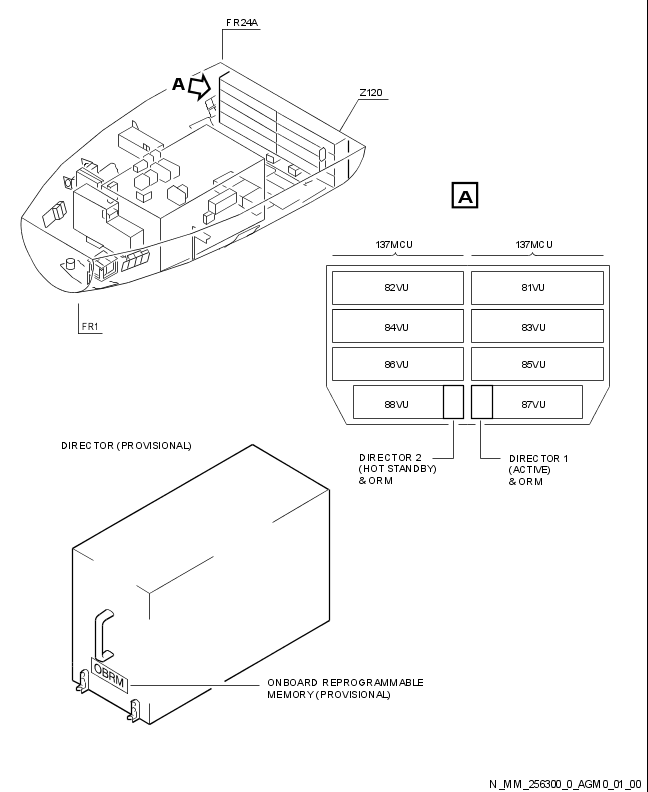 FR24A
A
Z120
A
137MCU
137MCU
82VU
81VU
84VU
83VU
86VU
85VU
88VU
87VU
FR1
DIRECTOR 2
(HOT STANDBY)
& ORM
DIRECTOR 1
(ACTIVE)
& ORM
DIRECTOR (PROVISIONAL)
OBRM
ONBOARD REPROGRAMMABLE
MEMORY (PROVISIONAL)
N_MM_256300_0_AGM0_01_00